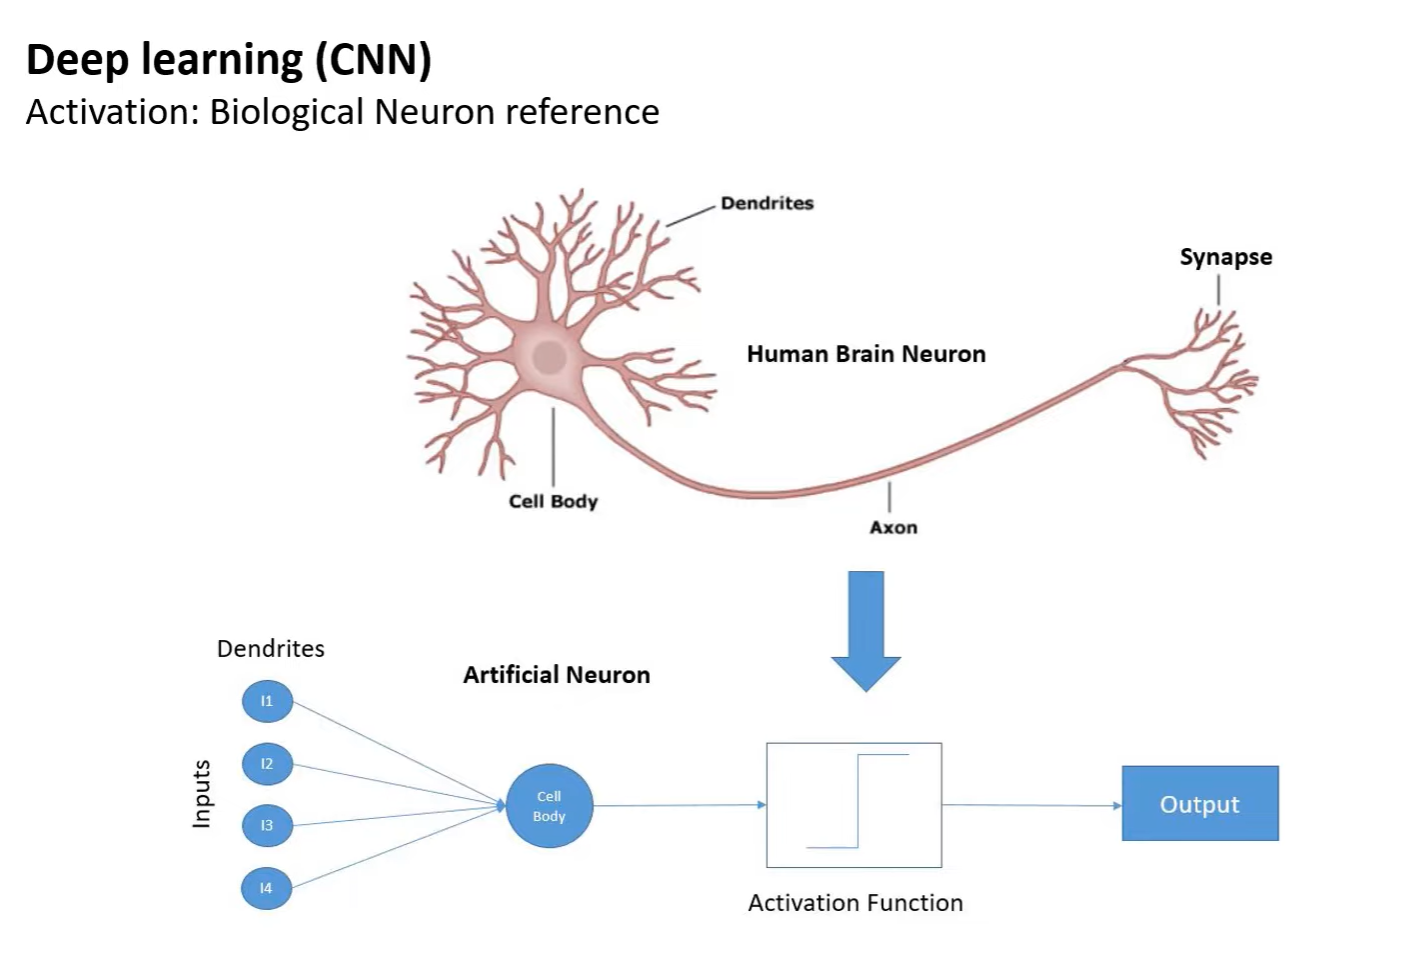 Deep learning (CNN)
Activation: Biological Neuron reference
Dendrites
Synapse
Human Brain Neuron
Cell Body
Axon
Dendrites
Artificial Neuron
Inputs
I1
I2
I3
I4
Cell
Body
Output
Activation Function